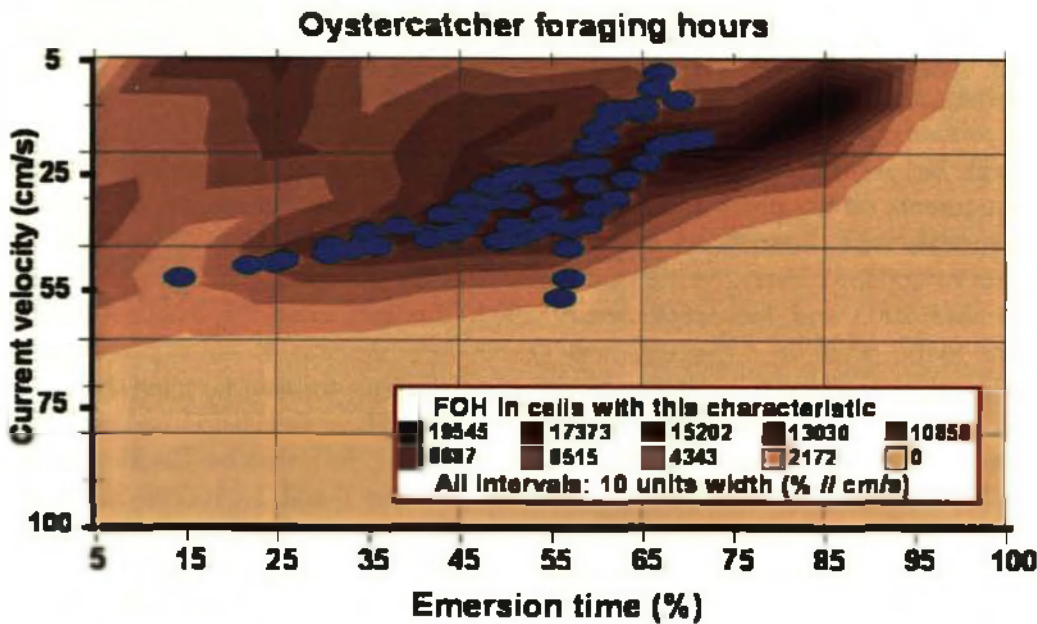 Oystercatcher foraging hours
Current velocity (cm/s)
5
25
55
75
100
FOH in cells with this characteristic
19545 17373 15202 13030 10858
8687 6515 4343 2172 0
All intervals: 10 units width (% // cm/s)
5 15 25 35 45 55 65 75 85 95 100
Emersion time (%)